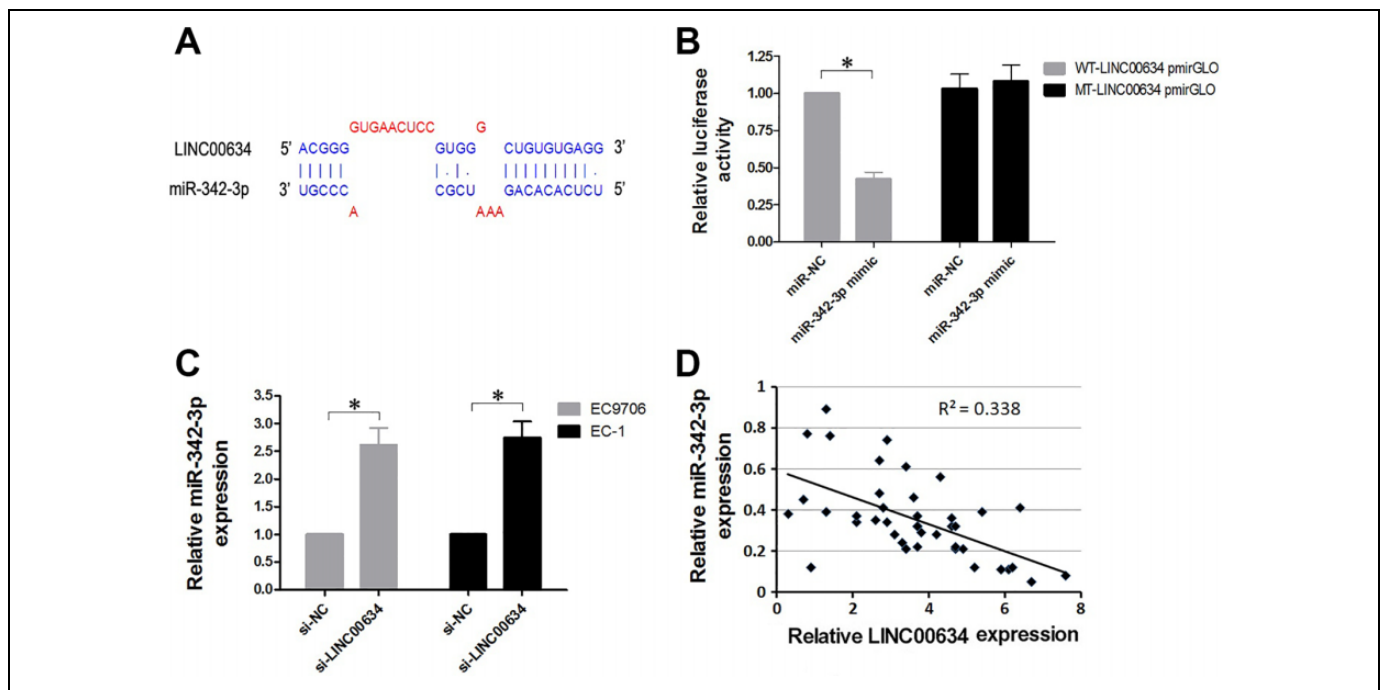 A
GUGAACUCC G
LINC00634 5' ACGGG GUGG CUGUGUGAGG 3'
miR-342-3p 3' UGCCC CGCU GACACACUCU 5'
A AAA
B
Relative luciferase
activity
1.25
1.00
0.75
0.50
0.25
0.00
*
WT-LINC00634 pmirGLO
MT-LINC00634 pmirGLO
miR-NC
miR-342-3p mimic
miR-NC
miR-342-3p mimic
C
Relative miR-342-3p
expression
3.5
3.0
2.5
2.0
1.5
1.0
0.5
0.0
*
*
EC9706
EC-1
si-NC
si-LINC00634
si-NC
si-LINC00634
D
Relative miR-342-3p
expression
1
0.8
0.6
0.4
0.2
0
R² = 0.338
0 2 4 6 8
Relative LINC00634 expression